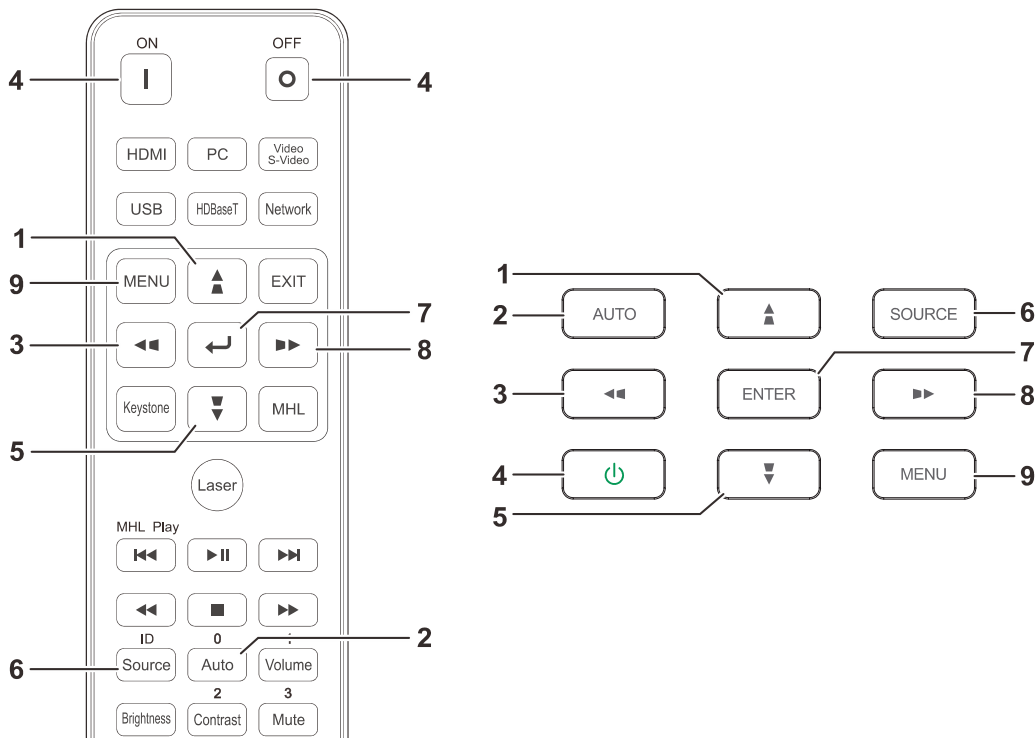 ON OFF
4 4
HDMI PC Video S-Video
USB HDBaseT Network
1
9 MENU EXIT
7
3 8
Keystone MHL
5
Laser
MHL Play
ID 0
2
6 Source Auto Volume
2 3
Brightness Contrast Mute
1
2 AUTO SOURCE 6
7
3 ENTER 8
4 MENU 9
5